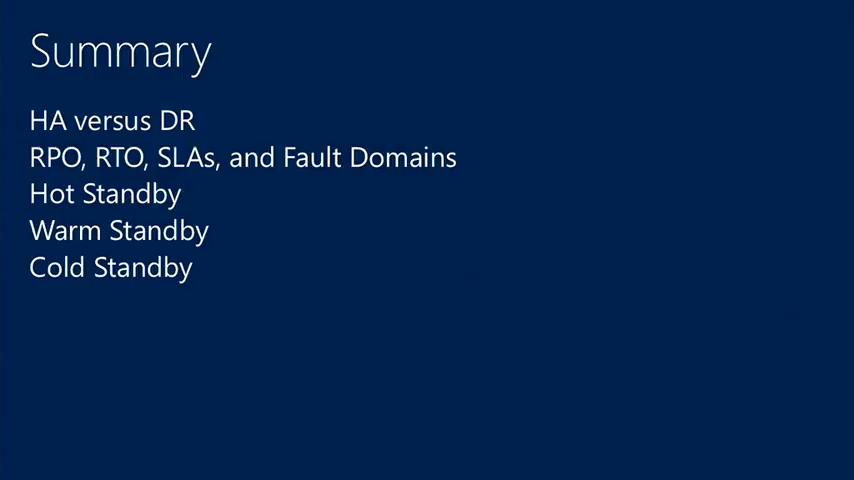 Summary
HA versus DR
RPO, RTO, SLAs, and Fault Domains
Hot Standby
Warm Standby
Cold Standby